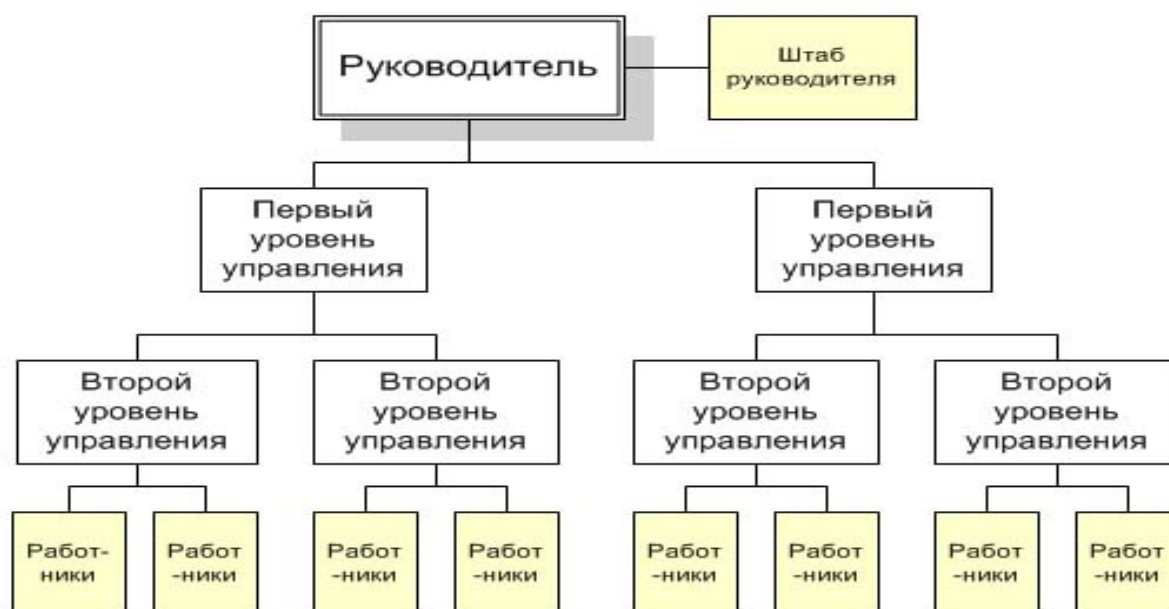 Руководитель
Штаб
руководителя
Первый
уровень
управления
Первый
уровень
управления
Второй
уровень
управления
Второй
уровень
управления
Второй
уровень
управления
Второй
уровень
управления
Работ-
ники
Работ
-ники
Работ
-ники
Работ
-ники
Работ
-ники
Работ
-ники
Работ
-ники
Работ
-ники